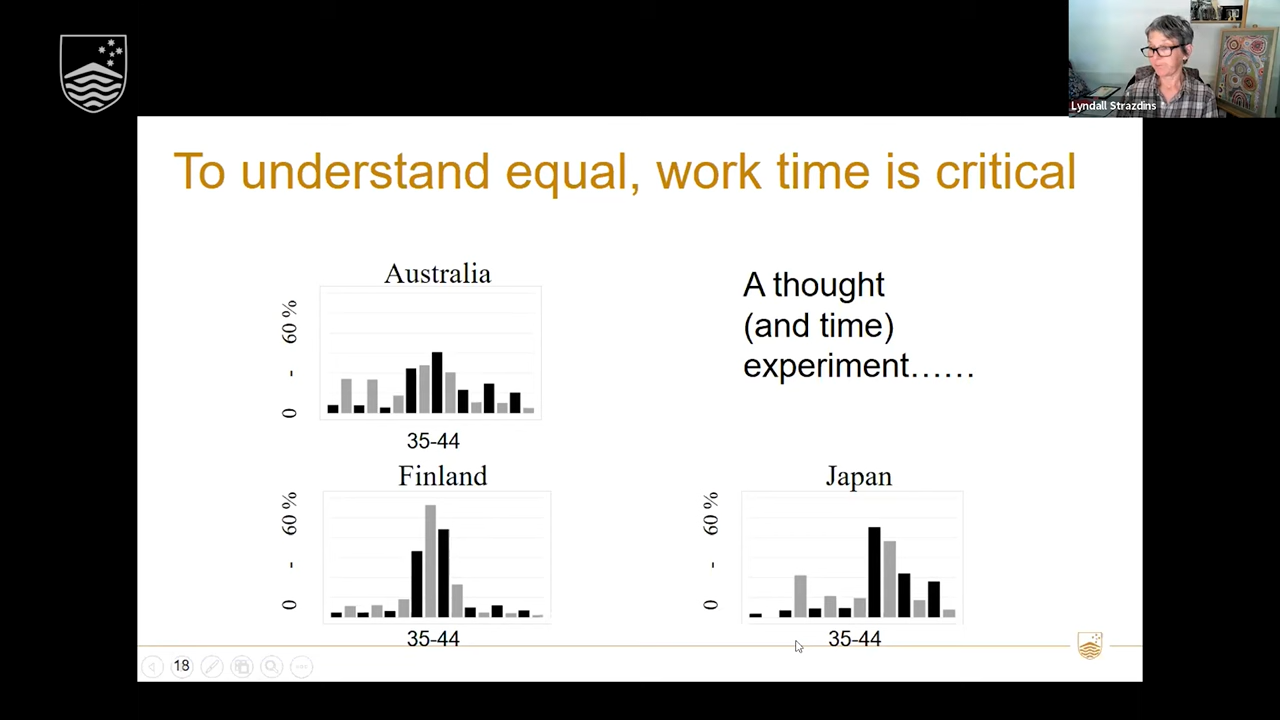 Lyndall Strazdins
To understand equal, work time is critical
Australia
0 - 60 %
35-44
A thought
(and time)
experiment……
Finland
0 - 60 %
35-44
Japan
0 - 60 %
35-44
18